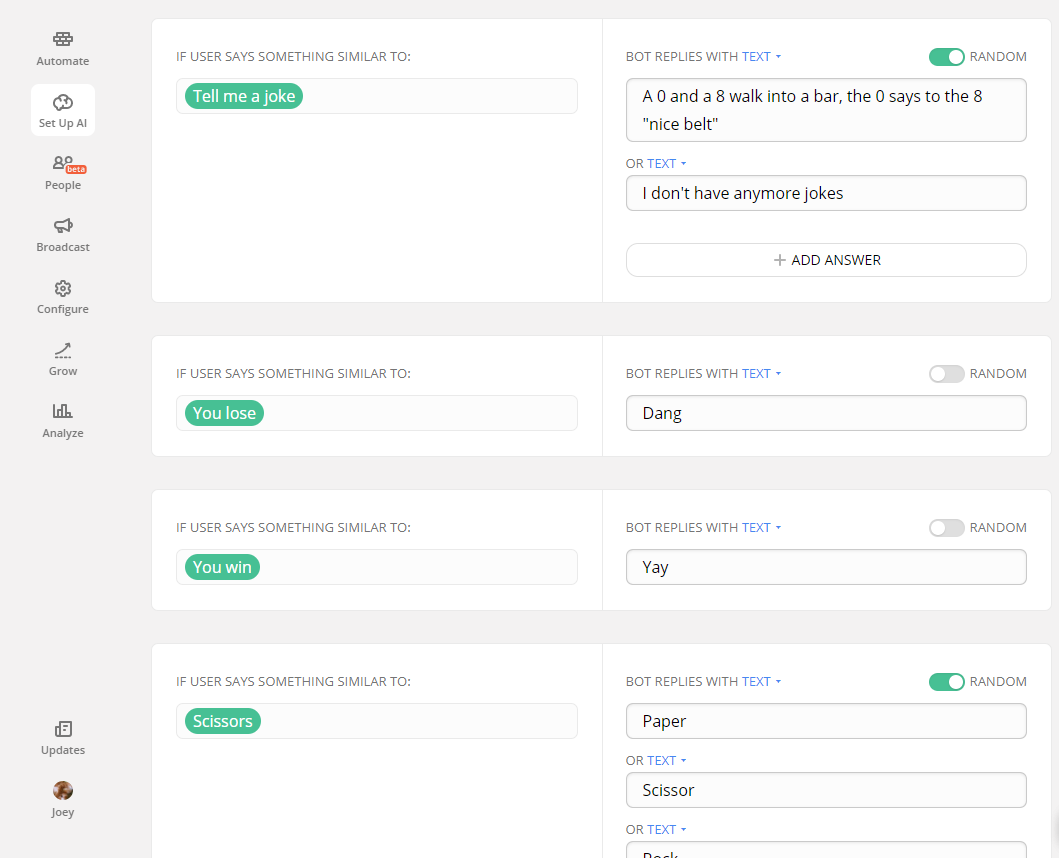 Automate
Set Up AI
beta
People
Broadcast
Configure
Grow
Analyze
Updates
Joey
IF USER SAYS SOMETHING SIMILAR TO:
Tell me a joke
BOT REPLIES WITH TEXT
RANDOM
A 0 and a 8 walk into a bar, the 0 says to the 8
"nice belt"
OR TEXT
I don't have anymore jokes
+ ADD ANSWER
IF USER SAYS SOMETHING SIMILAR TO:
You lose
BOT REPLIES WITH TEXT
RANDOM
Dang
IF USER SAYS SOMETHING SIMILAR TO:
You win
BOT REPLIES WITH TEXT
RANDOM
Yay
IF USER SAYS SOMETHING SIMILAR TO:
Scissors
BOT REPLIES WITH TEXT
RANDOM
Paper
OR TEXT
Scissor
OR TEXT
Rock